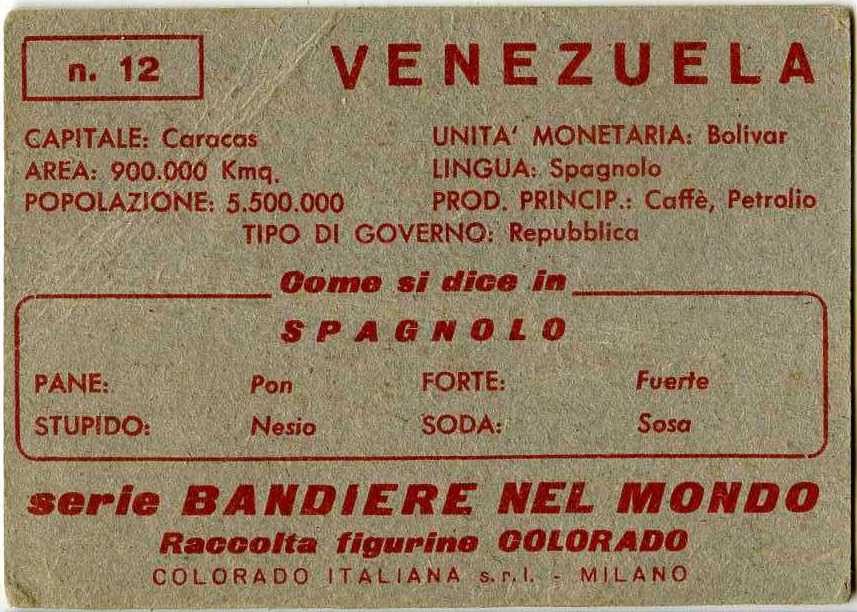 n. 12
VENEZUELA
CAPITALE: Caracas
UNITA' MONETARIA: Bolivar
AREA: 900.000 Kmq.
LINGUA: Spagnolo
POPOLAZIONE: 5.500.000
PROD. PRINCIP.: Caffè, Petrolio
TIPO DI GOVERNO: Repubblica
Come si dice in
SPAGNOLO
PANE: Pon FORTE: Fuerte
STUPIDO: Nesio SODA: Sosa
serie BANDIERE NEL MONDO
Raccolta figurine COLORADO
COLORADO ITALIANA s.r.l. - MILANO